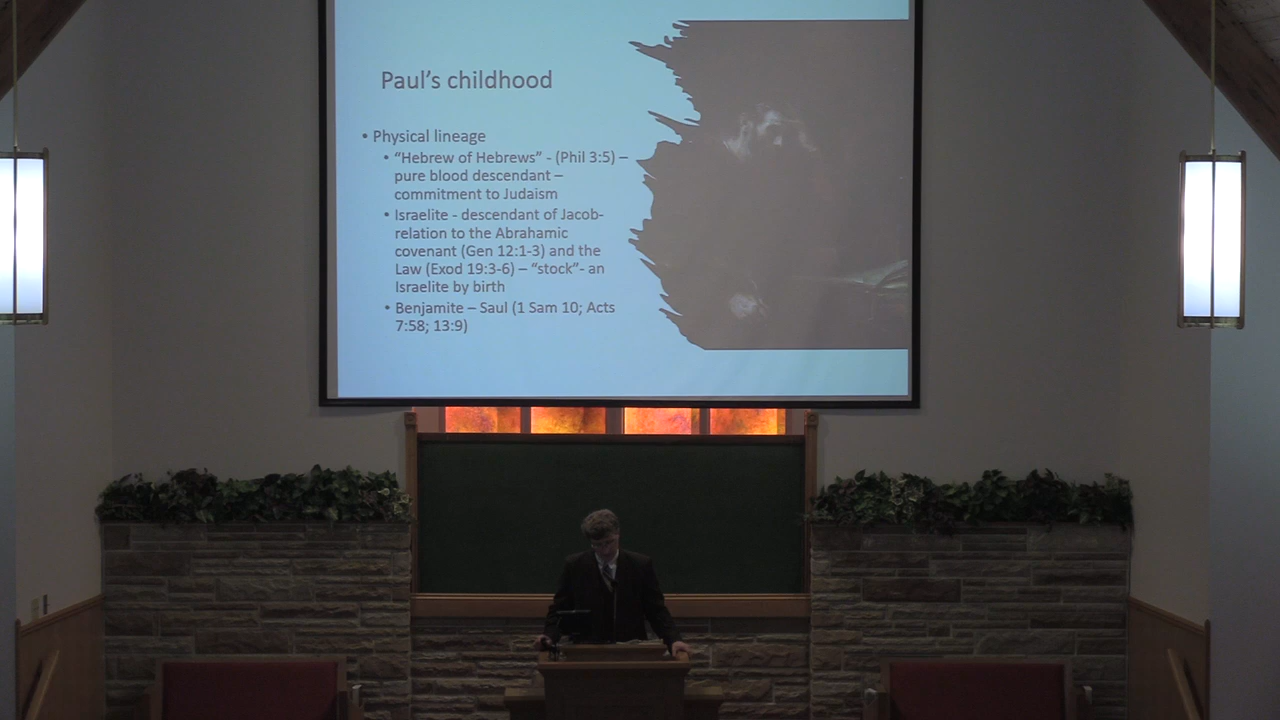 Paul’s childhood
• Physical lineage
• “Hebrew of Hebrews” - (Phil 3:5) –
pure blood descendant –
commitment to Judaism
• Israelite - descendant of Jacob-
relation to the Abrahamic
covenant (Gen 12:1-3) and the
Law (Exod 19:3-6) – “stock”- an
Israelite by birth
• Benjamite – Saul (1 Sam 10; Acts
7:58; 13:9)